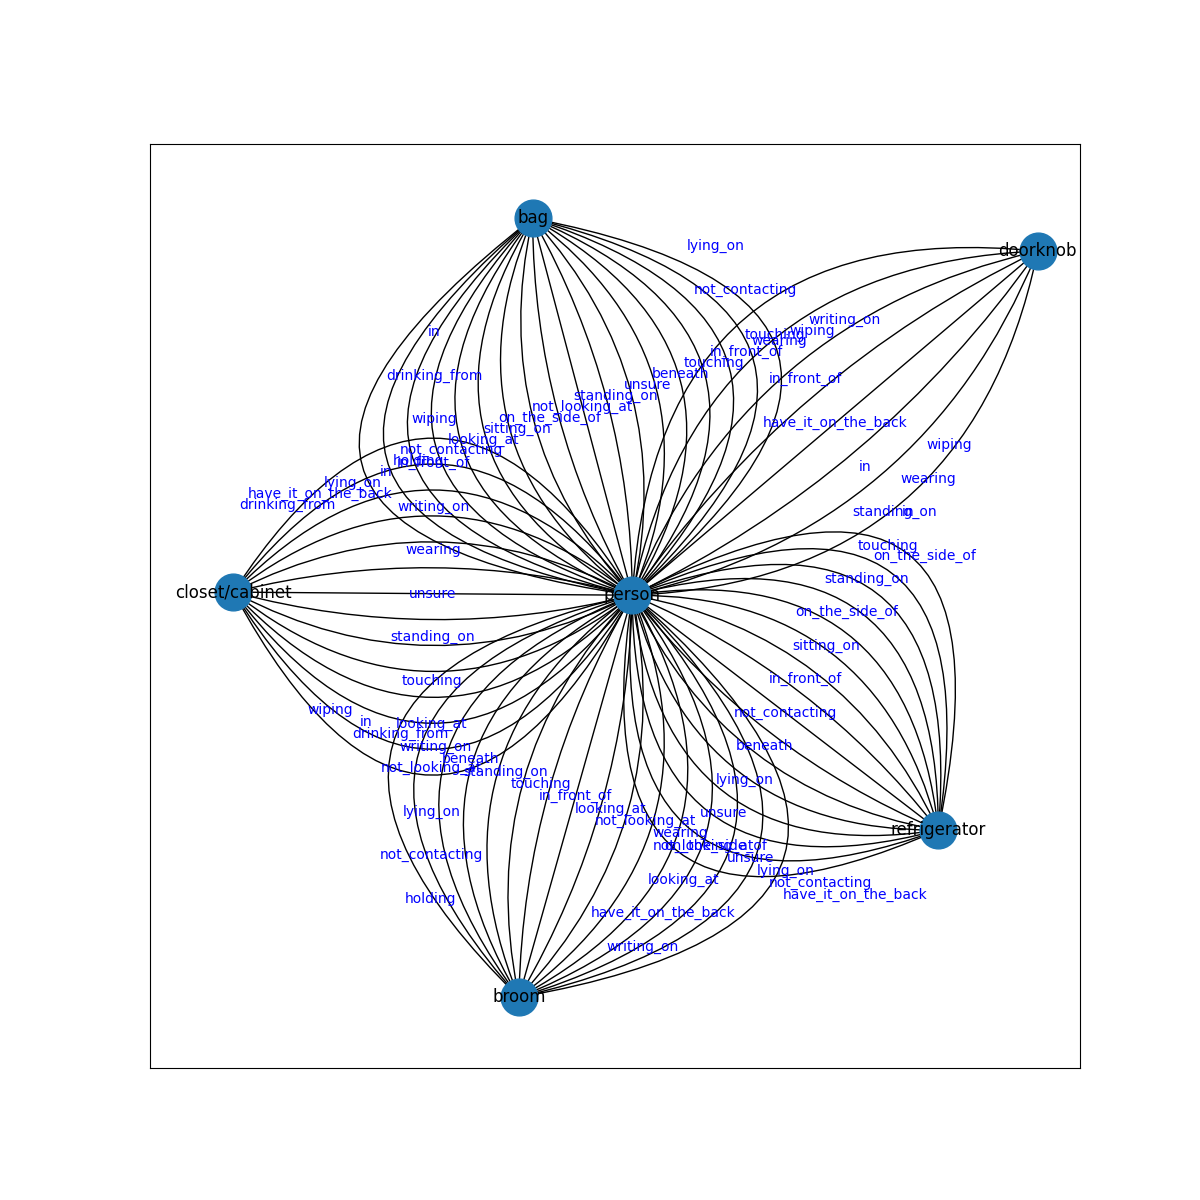 bag
lying_on
doorknob
not_contacting
writing_on
in
wiping
touching
wearing
in_front_of
touching
beneath
drinking_from
in_front_of
unsure
standing_on
not_looking_at
wiping
on_the_side_of
have_it_on_the_back
sitting_on
looking_at
wiping
not_contacting
holding
in_front_of
in
in
wearing
lying_on
have_it_on_the_back
drinking_from
writing_on
standing_on
in
touching
wearing
on_the_side_of
standing_on
closet/cabinet
unsure
person
on_the_side_of
standing_on
sitting_on
touching
in_front_of
wiping
not_contacting
in
looking_at
drinking_from
writing_on
beneath
beneath
not_looking_at
standing_on
lying_on
touching
in_front_of
lying_on
looking_at
unsure
not_looking_at
refrigerator
wearing
not_looking_at
on_the_side_of
not_contacting
unsure
lying_on
looking_at
not_contacting
holding
have_it_on_the_back
have_it_on_the_back
writing_on
broom